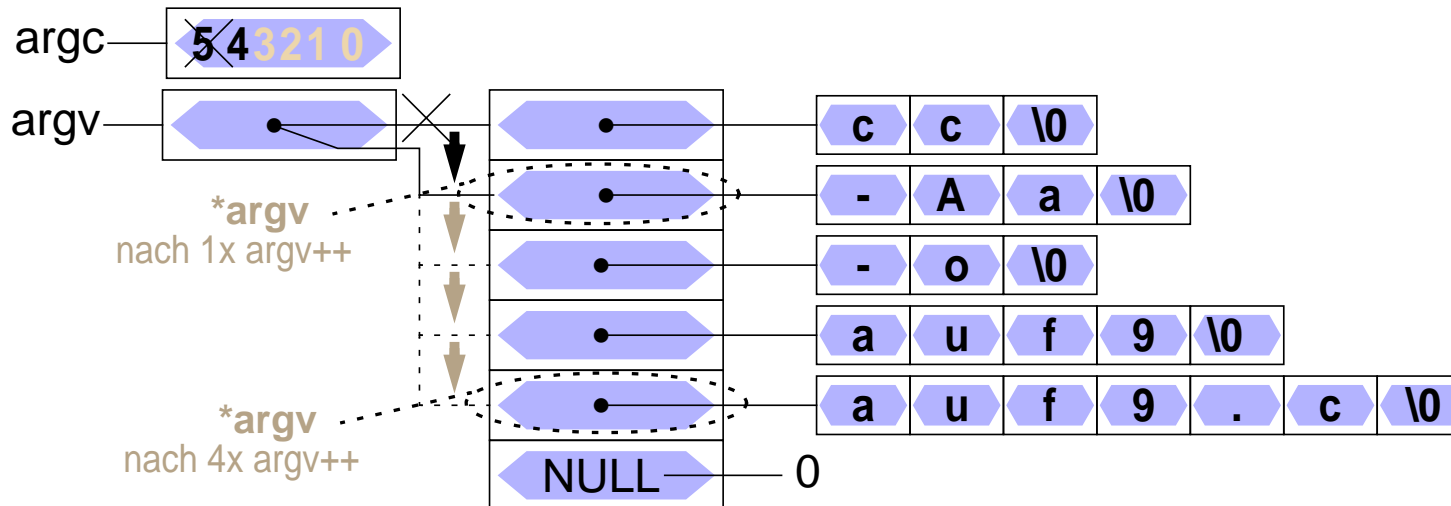 argc 5 4 3 2 1 0
argv c c \0
- A a \0
*argv
nach 1x argv++
- o \0
a u f 9 \0
a u f 9 . c \0
*argv
nach 4x argv++
NULL 0